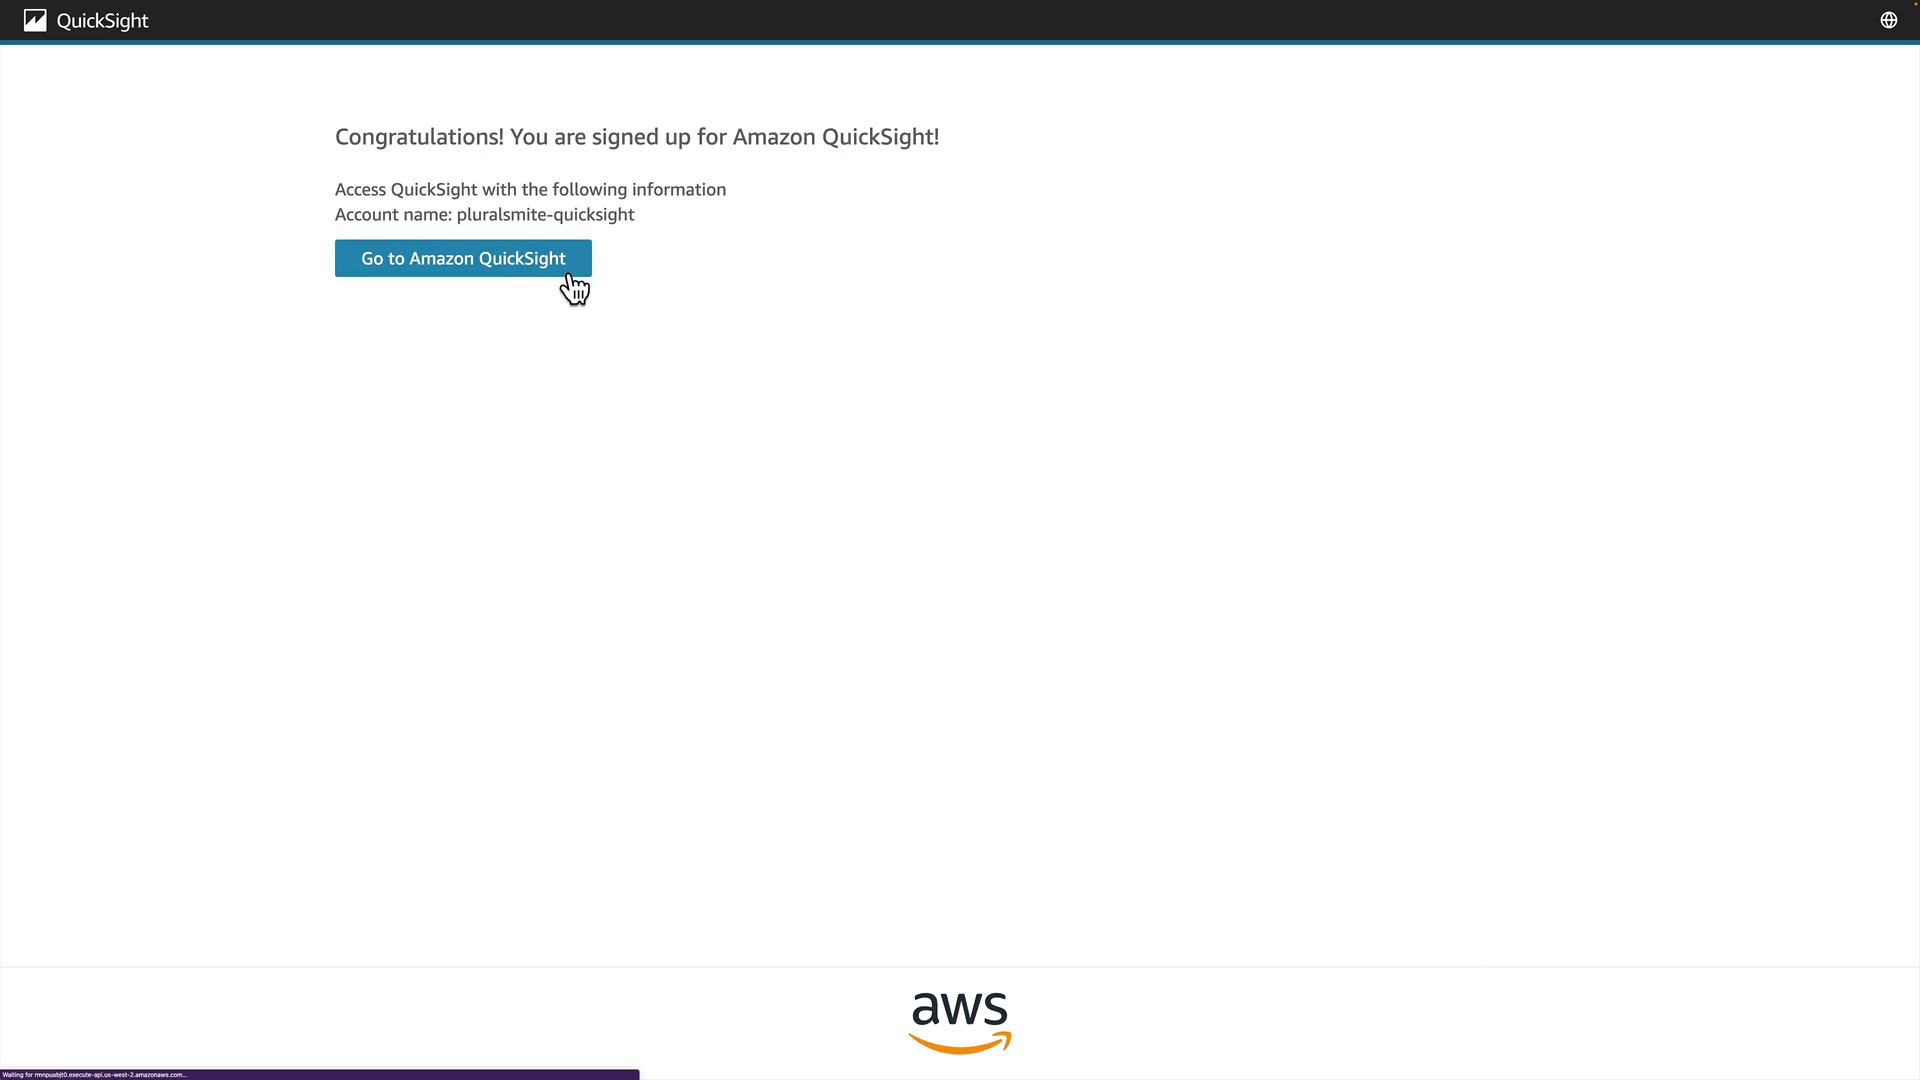 QuickSight
Congratulations! You are signed up for Amazon QuickSight!
Access QuickSight with the following information
Account name: pluralsmite-quicksight
Go to Amazon QuickSight
aws
Waiting for rmnpuabjt0.execute-api.us-west-2.amazonaws.com...